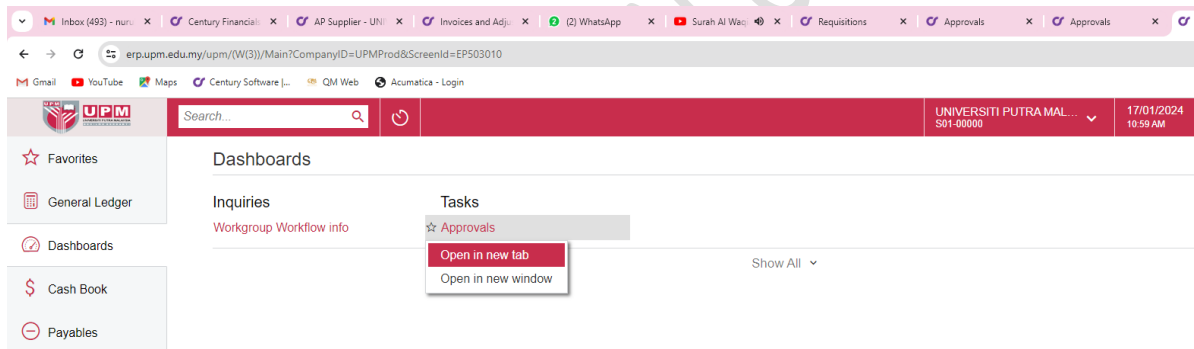 Inbox (493) - nuru
Century Financials
AP Supplier - UNI
Invoices and Adju
(2) WhatsApp
Surah Al Waqi
Requisitions
Approvals
Approvals
erp.upm.edu.my/upm/(W(3))/Main?CompanyID=UPMProd&ScreenId=EP503010
Gmail YouTube Maps Century Software |... QM Web Acumatica - Login
UPM
Search...
UNIVERSITI PUTRA MAL...
S01-00000
17/01/2024
10:59 AM
Favorites
General Ledger
Dashboards
Cash Book
Payables
Dashboards
Inquiries
Workgroup Workflow info
Tasks
Approvals
Open in new tab
Open in new window
Show All